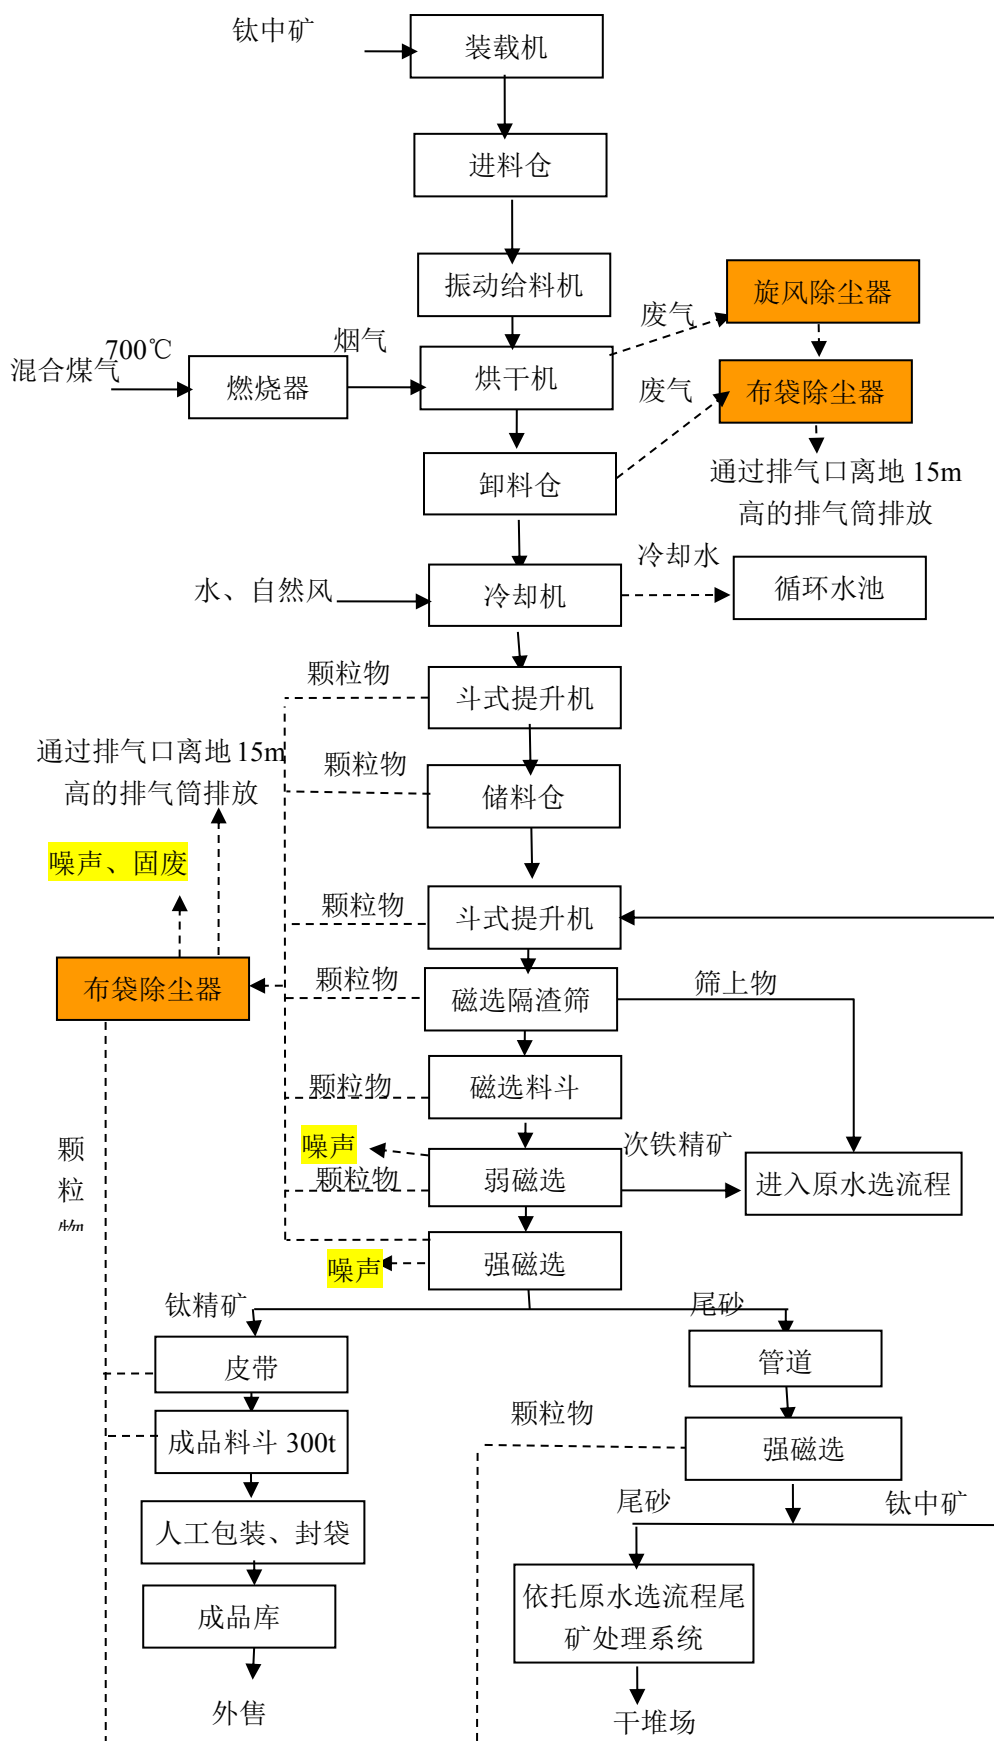 钛中矿
装载机
进料仓
振动给料机
旋风除尘器
废气
烟气
700℃
混合煤气
燃烧器
烘干机
废气
布袋除尘器
卸料仓
通过排气口离地 15m
高的排气筒排放
冷却水
水、自然风
冷却机
循环水池
颗粒物
斗式提升机
通过排气口离地 15m
高的排气筒排放
颗粒物
储料仓
噪声、固废
颗粒物
斗式提升机
布袋除尘器
颗粒物
磁选隔渣筛
筛上物
颗粒物
磁选料斗
噪声
次铁精矿
颗粒物
弱磁选
进入原水选流程
颗
粒
物
噪声
强磁选
钛精矿
尾砂
皮带
管道
颗粒物
成品料斗 300t
强磁选
尾砂
钛中矿
人工包装、封袋
成品库
依托原水选流程尾
矿处理系统
外售
干堆场